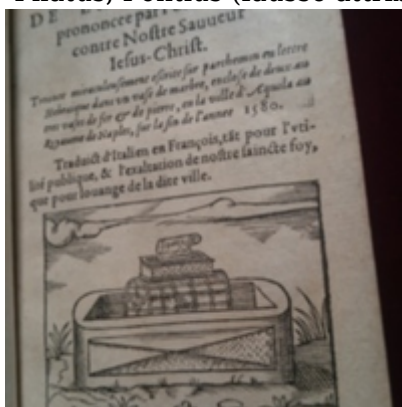 DE
prononcee par
contre Nostre Sauueur
Iesus-Christ.
Trouuee miraculeusement escrite sur parchemin en lettre
Hebraique dans un vase de marbre, enclose de deux au-
tres vases de fer & de pierre, en la ville d'Aquila au
Royaume de Naples, sur la fin de l'annee 1580.
Traduict d'Italien en François, tãt pour l'vti-
lité publique, & l'exaltation de nostre saincte foy,
que pour louange de la dite ville.